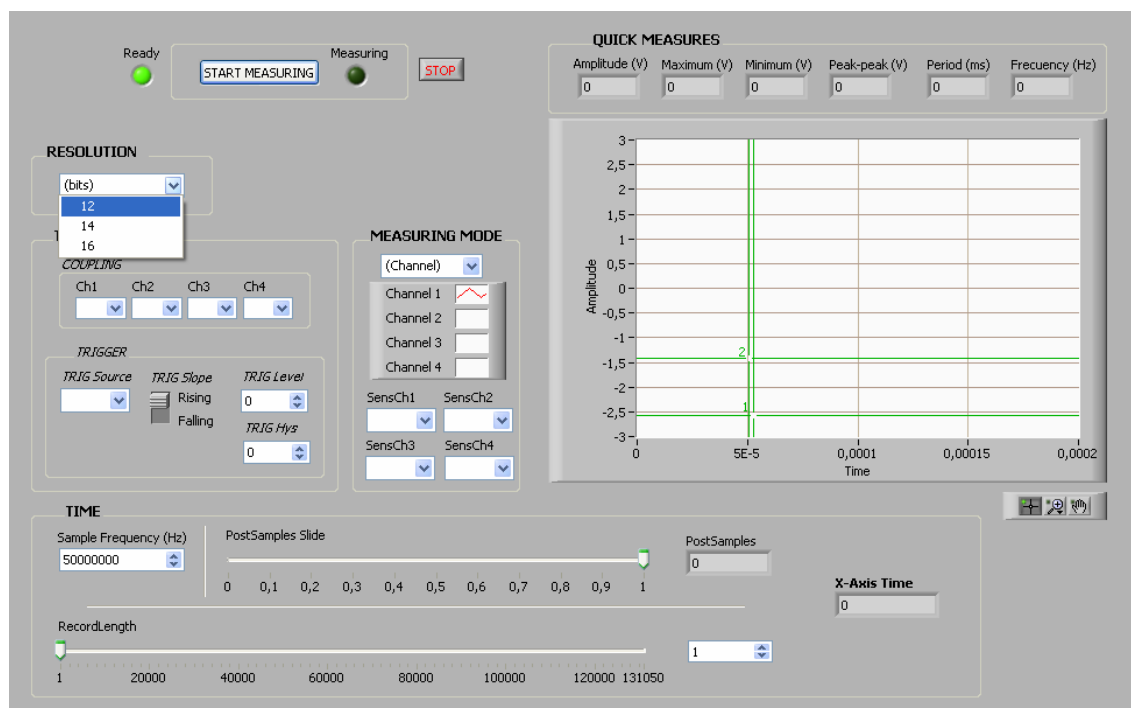 Ready
START MEASURING
Measuring
STOP
QUICK MEASURES
Amplitude (V) Maximum (V) Minimum (V) Peak-peak (V) Period (ms) Frecuency (Hz)
0 0 0 0 0 0
RESOLUTION
(bits)
12
14
16
T
COUPLING
Ch1 Ch2 Ch3 Ch4
TRIGGER
TRIG Source TRIG Slope TRIG Level
Rising
Falling
0
TRIG Hys
0
MEASURING MODE
(Channel)
Channel 1
Channel 2
Channel 3
Channel 4
SensCh1 SensCh2
SensCh3 SensCh4
Amplitude
3
2,5
2
1,5
1
0,5
0
-0,5
-1
-1,5
-2
-2,5
-3
2
1
0 5E-5 0,0001 0,00015 0,0002
Time
TIME
Sample Frequency (Hz)
50000000
PostSamples Slide
0 0,1 0,2 0,3 0,4 0,5 0,6 0,7 0,8 0,9 1
PostSamples
0
X-Axis Time
0
RecordLength
1 20000 40000 60000 80000 100000 120000 131050
1